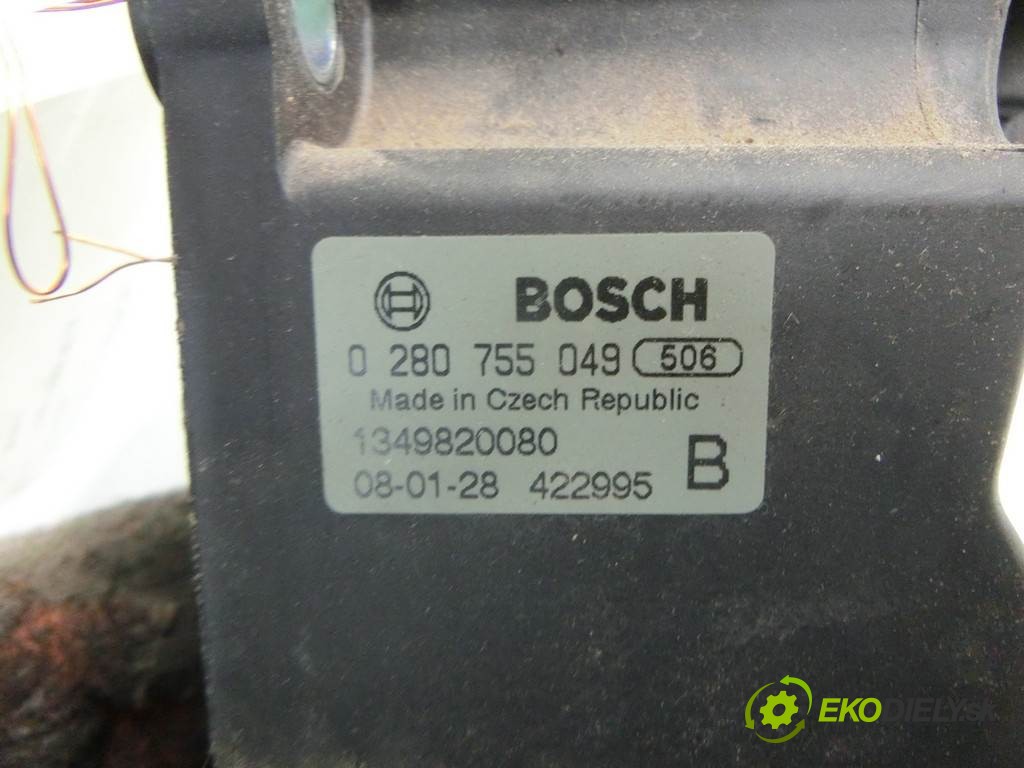 BOSCH
0 280 755 049 506
Made in Czech Republic
1349820080
08-01-28 422995 B
EKODIELY.sk